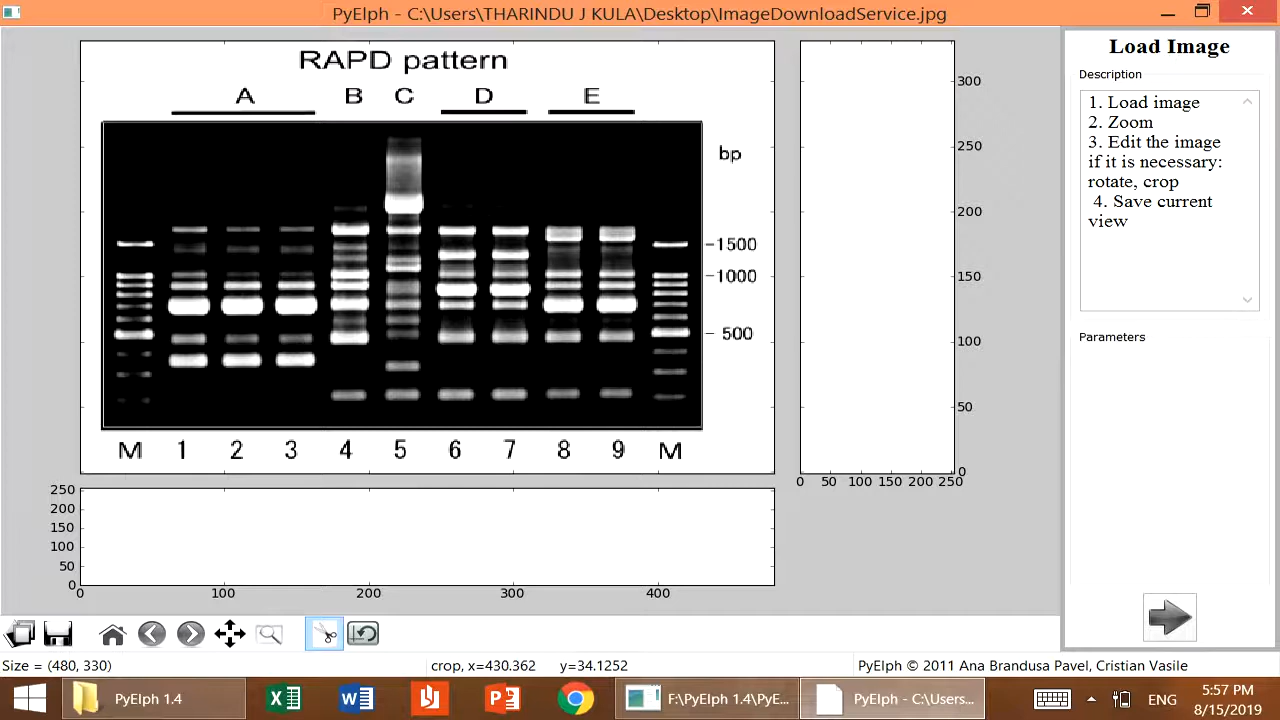 PyElph - C:\Users\THARINDU J KULA\Desktop\ImageDownloadService.jpg
RAPD pattern
A B C D E
bp
-1500
-1000
- 500
M 1 2 3 4 5 6 7 8 9 M
300
250
200
150
100
50
0
0 50 100 150 200 250
250
200
150
100
50
0
0 100 200 300 400
Load Image
Description
1. Load image
2. Zoom
3. Edit the image
if it is necessary:
rotate, crop
4. Save current
view
Parameters
Size = (480, 330)
crop, x=430.362 y=34.1252
PyElph © 2011 Ana Brandusa Pavel, Cristian Vasile
PyElph 1.4
F:\PyElph 1.4\PyE...
PyElph - C:\Users...
ENG
5:57 PM
8/15/2019